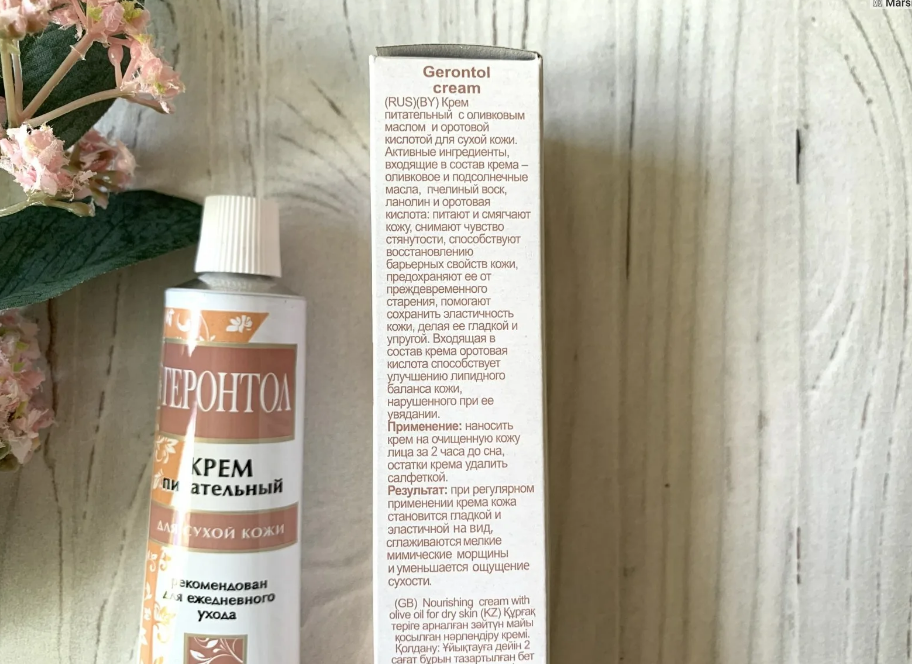 Mars
Gerontol
cream
(RUS)(BY) Крем
питательный с оливковым
маслом и оротовой
кислотой для сухой кожи.
Активные ингредиенты,
входящие в состав крема –
оливковое и подсолнечные
масла, пчелиный воск,
ланолин и оротовая
кислота: питают и смягчают
кожу, снимают чувство
стянутости, способствуют
восстановлению
барьерных свойств кожи,
предохраняют ее от
преждевременного
старения, помогают
сохранить эластичность
кожи, делая ее гладкой и
упругой. Входящая в
состав крема оротовая
кислота способствует
улучшению липидного
баланса кожи,
нарушенного при ее
увядании.
Применение: наносить
крем на очищенную кожу
лица за 2 часа до сна,
остатки крема удалить
салфеткой.
Результат: при регулярном
применении крема кожа
становится гладкой и
эластичной на вид,
сглаживаются мелкие
мимические морщины
и уменьшается ощущение
сухости.
(GB) Nourishing cream with
olive oil for dry skin (KZ) Құрғақ
теріге арналған зәйтүн майы
қосылған нәрлендіру кремі.
Қолдану: Ұйықтауға дейін 2
сағат бұрын тазартылған бет
ГЕРОНТОЛ
КРЕМ
питательный
ДЛЯ СУХОЙ КОЖИ
рекомендован
для ежедневного
ухода